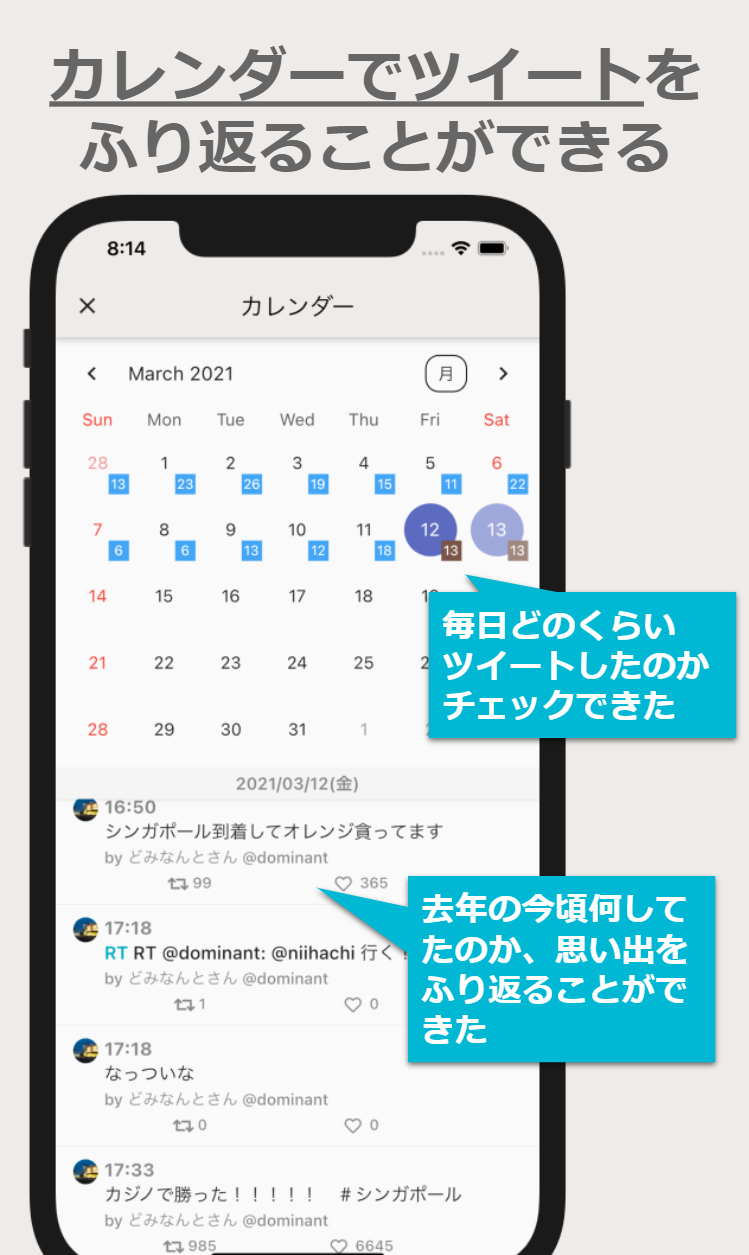 カレンダーでツイートを
ふり返ることができる
8:14
カレンダー
March 2021
月
Sun Mon Tue Wed Thu Fri Sat
28 1 2 3 4 5 6
13 23 26 19 15 11 22
7 8 9 10 11 12 13
6 6 13 12 18 13 13
14 15 16 17 18
21 22 23 24 25
28 29 30 31 1
毎日どのくらい
ツイートしたのか
チェックできた
2021/03/12(金)
16:50
シンガポール到着してオレンジ貪ってます
by どみなんとさん @dominant
99 365
17:18
RT RT @dominant: @niihachi 行く！
by どみなんとさん @dominant
1 0
去年の今頃何して
たのか、思い出を
ふり返ることがで
きた
17:18
なっついな
by どみなんとさん @dominant
0 0
17:33
カジノで勝った！！！！！　＃シンガポール
by どみなんとさん @dominant
985 6645